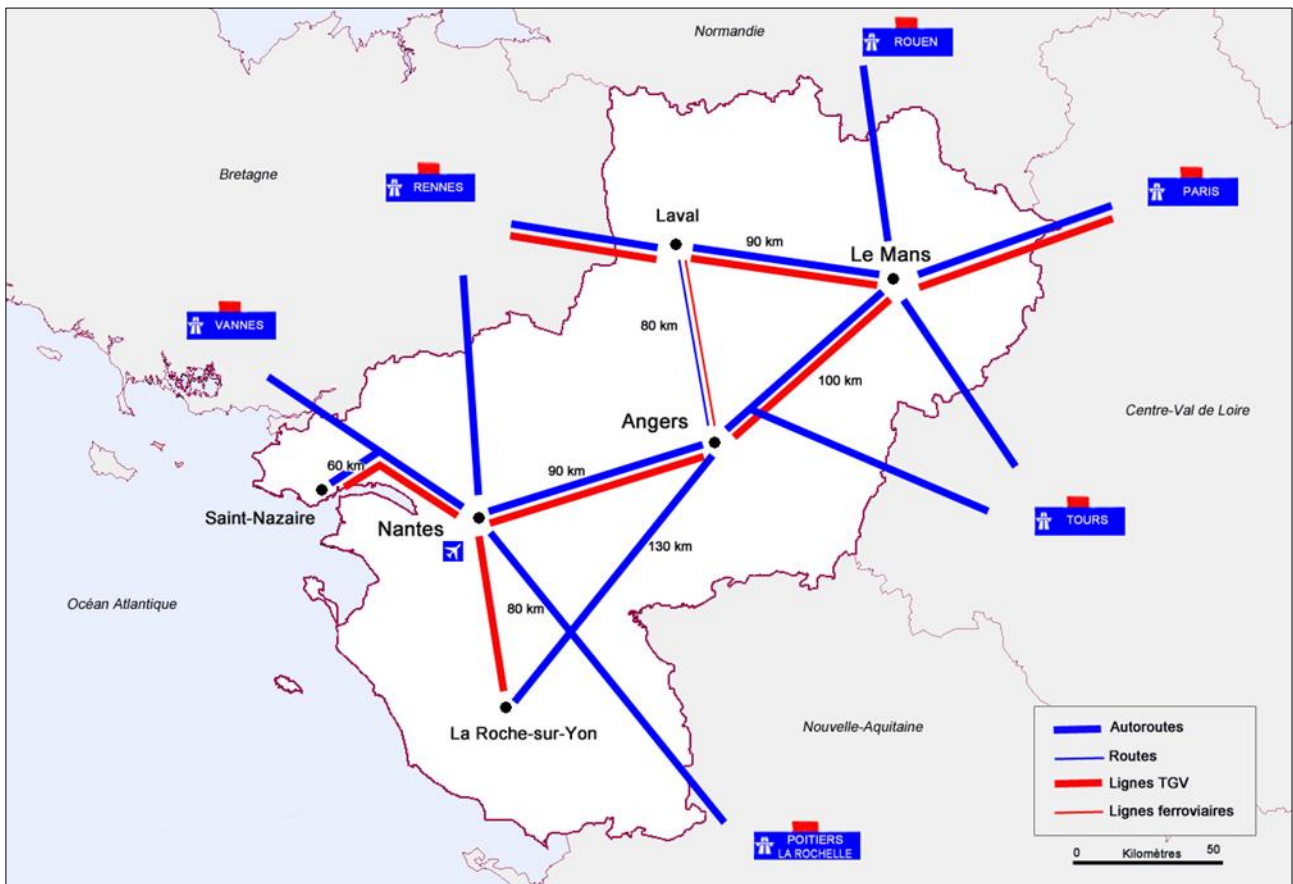 Normandie
ROUEN
Bretagne
RENNES
PARIS
Laval
90 km
Le Mans
VANNES
80 km
100 km
Angers
Centre-Val de Loire
60 km
90 km
Saint-Nazaire
Nantes
TOURS
130 km
Océan Atlantique
80 km
La Roche-sur-Yon
Nouvelle-Aquitaine
Autoroutes
Routes
Lignes TGV
Lignes ferroviaires
POITIERS
LA ROCHELLE
0 Kilomètres 50